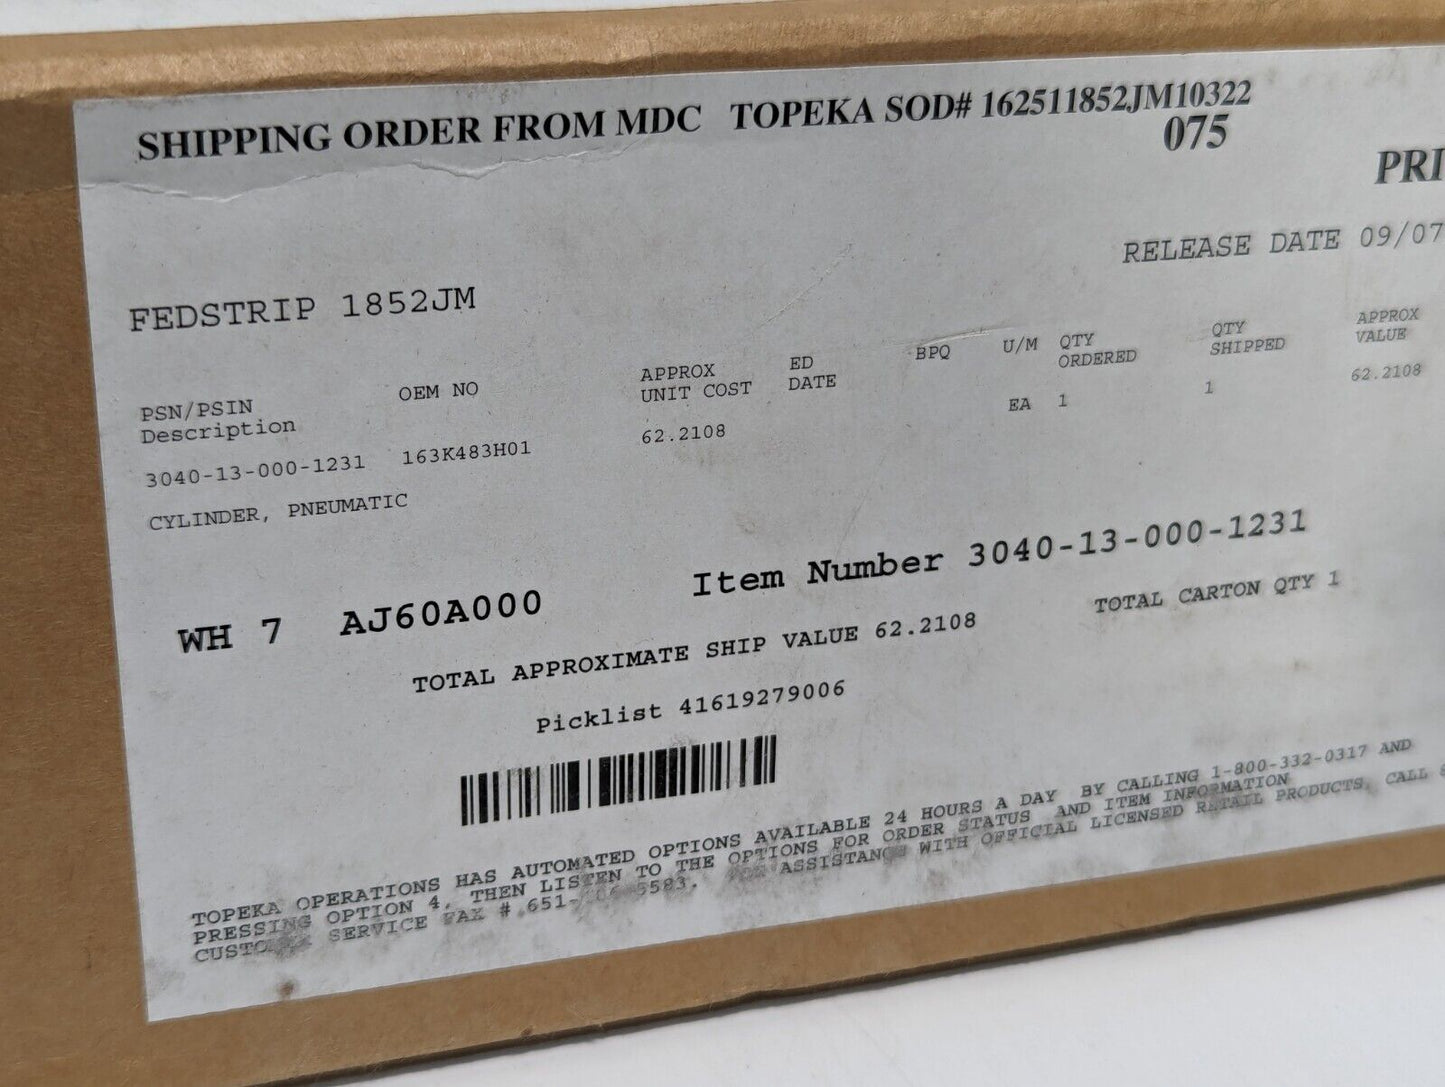 SHIPPING ORDER FROM MDC TOPEKA SOD# 162511852JM10322
075
PRI
RELEASE DATE 09/07
FEDSTRIP 1852JM
PSN/PSIN OEM NO APPROX ED BPQ U/M QTY QTY APPROX
Description UNIT COST DATE ORDERED SHIPPED VALUE
3040-13-000-1231 163K483H01 62.2108 EA 1 1 62.2108
CYLINDER, PNEUMATIC
WH 7 AJ60A000 Item Number 3040-13-000-1231
TOTAL APPROXIMATE SHIP VALUE 62.2108 TOTAL CARTON QTY 1
Picklist 41619279006
TOPEKA OPERATIONS HAS AUTOMATED OPTIONS AVAILABLE 24 HOURS A DAY BY CALLING 1-800-332-0317 AND
PRESSING OPTION 4, THEN LISTEN TO THE OPTIONS FOR ORDER STATUS AND ITEM INFORMATION
SERVICE FAX # 651- ASSISTANCE WITH OFFICIAL LICENSED RETAIL PRODUCTS, CALL